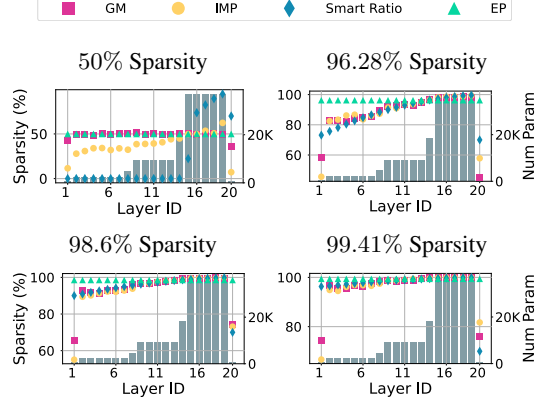 GM IMP Smart Ratio EP
50% Sparsity 96.28% Sparsity
Sparsity (%)
50
0
20K
0
1 6 11 16 20
Layer ID
100
80
60
20K
0
Num Param
1 6 11 16 20
Layer ID
98.6% Sparsity 99.41% Sparsity
Sparsity (%)
100
80
60
20K
0
1 6 11 16 20
Layer ID
100
80
20K
0
Num Param
1 6 11 16 20
Layer ID